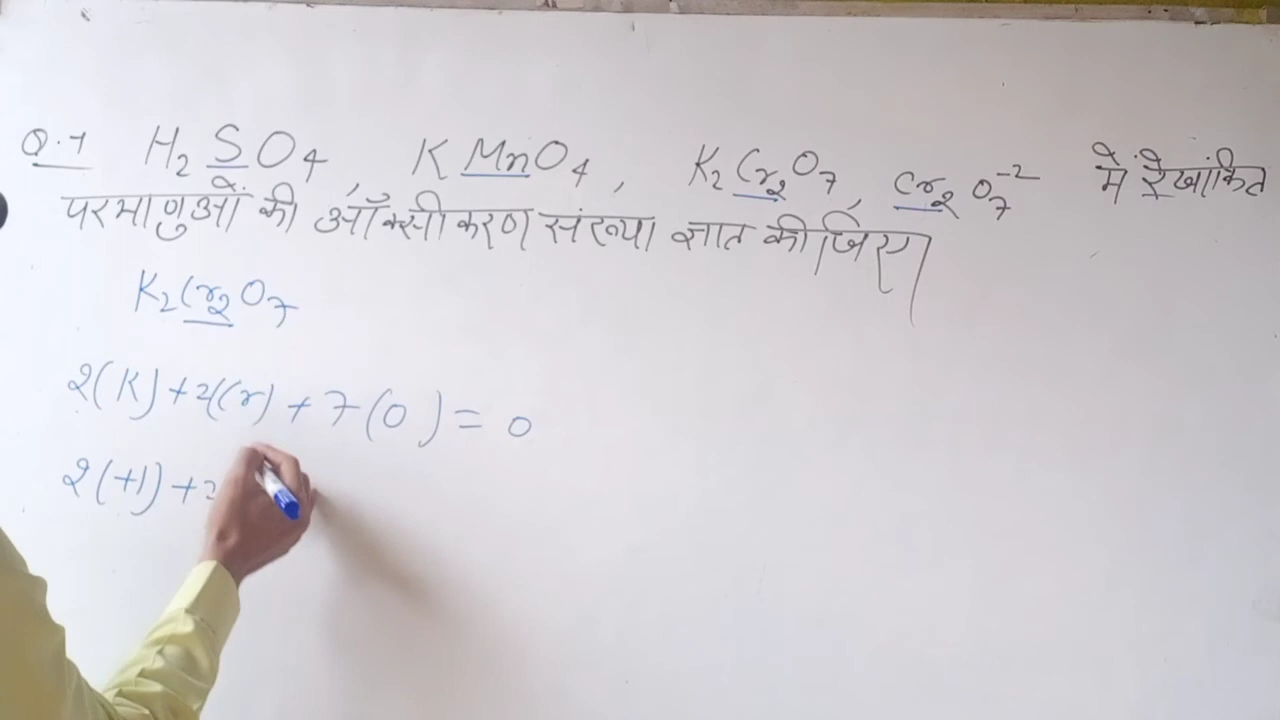 Q.1 H₂SO₄, KMnO₄, K₂Cr₂O₇, Cr₂O₇⁻² में रेखांकित
परमाणुओं की ऑक्सीकरण संख्या ज्ञात कीजिए
K₂Cr₂O₇
2(K)+2(Cr)+7(O)=0
2(+1)+2